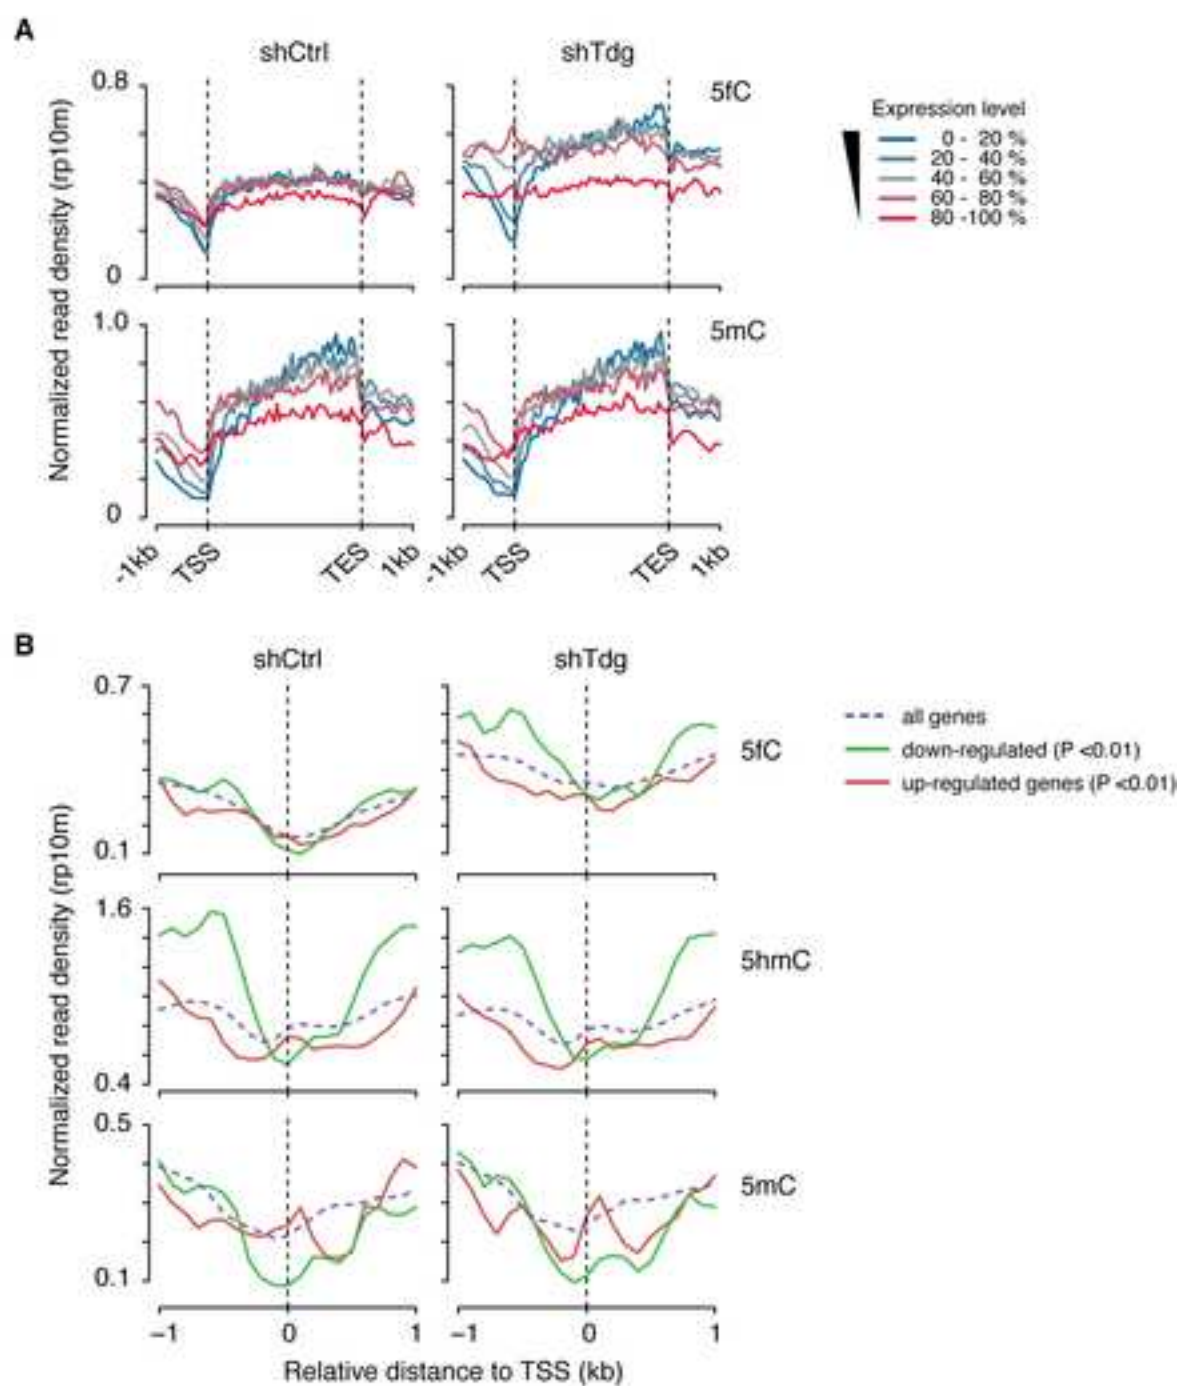 A
shCtrl
shTdg
Normalized read density (rp10m)
0.8
0
5fC
Expression level
0 - 20 %
20 - 40 %
40 - 60 %
60 - 80 %
80 -100 %
1.0
0
5mC
-1kb
TSS
TES
1kb
-1kb
TSS
TES
1kb
B
shCtrl
shTdg
Normalized read density (rp10m)
0.7
0.1
5fC
all genes
down-regulated (P <0.01)
up-regulated genes (P <0.01)
1.6
0.4
5hmC
0.5
0.1
5mC
−1 0 1
−1 0 1
Relative distance to TSS (kb)